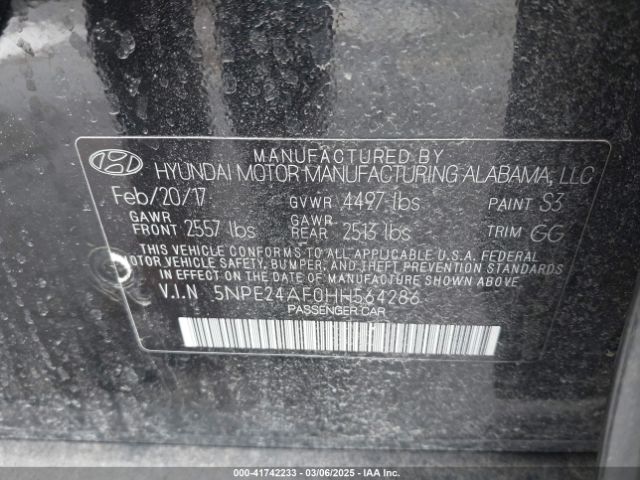 MANUFACTURED BY
HYUNDAI MOTOR MANUFACTURING ALABAMA, LLC
Feb/20/17 GVWR 4497 lbs PAINT S3
GAWR FRONT 2557 lbs GAWR REAR 2513 lbs TRIM GG
THIS VEHICLE CONFORMS TO ALL APPLICABLE U.S.A. FEDERAL
MOTOR VEHICLE SAFETY, BUMPER, AND THEFT PREVENTION
STANDARDS IN EFFECT ON THE DATE OF MANUFACTURE SHOWN ABOVE.
V.I.N 5NPE24AF0HH564286
PASSENGER CAR
000-41742233 - 03/06/2025 - IAA Inc.